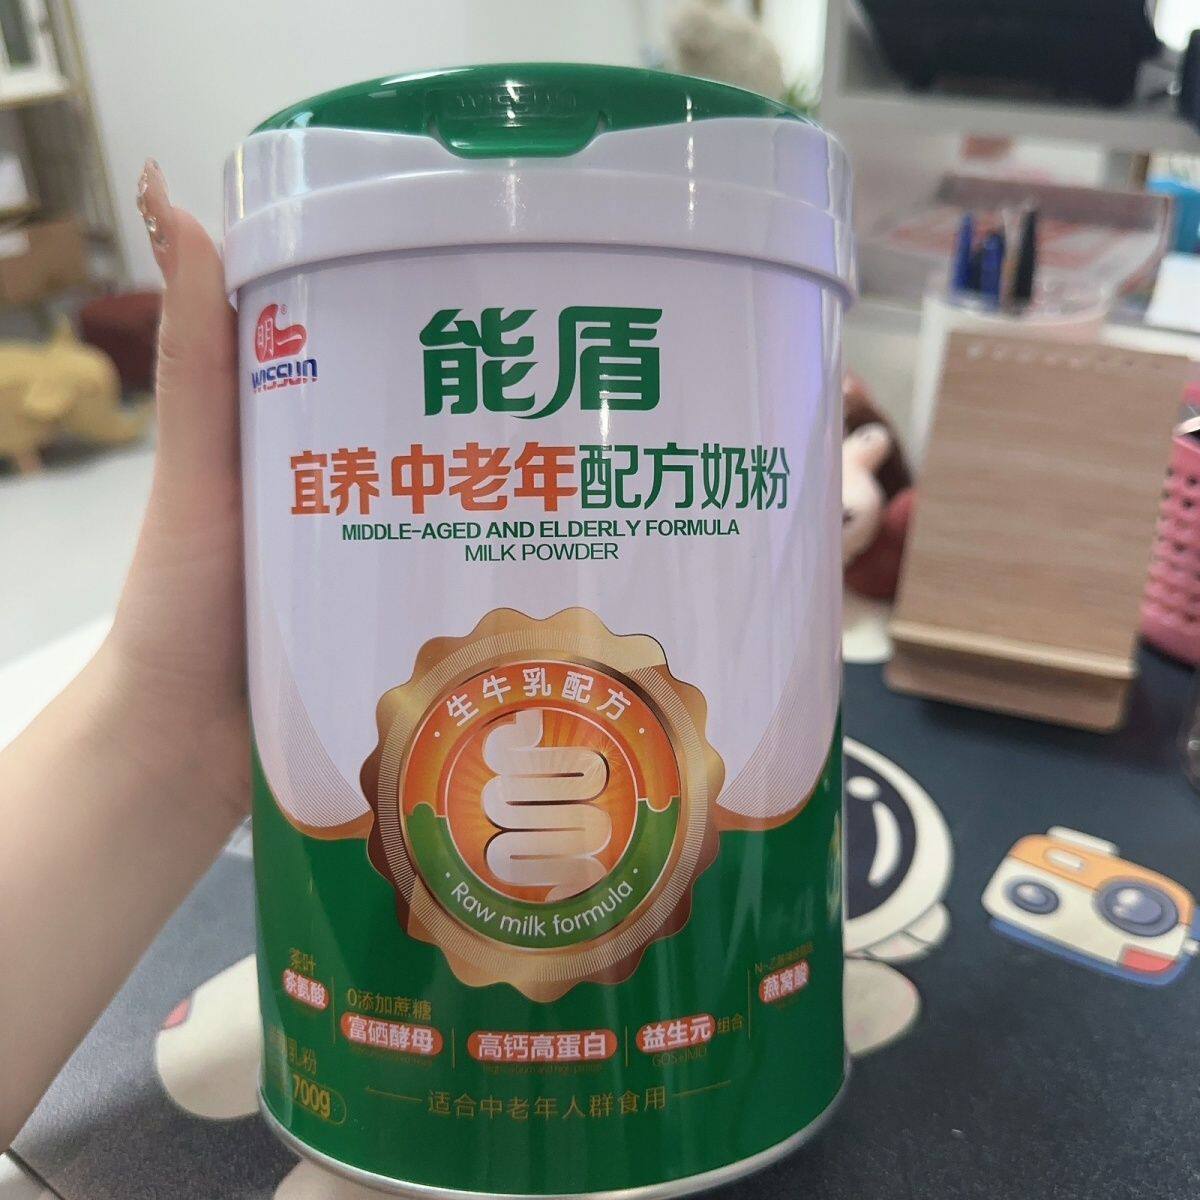 WISSUN
明一
®
WISSUN
能盾
宜养 中老年配方奶粉
MIDDLE-AGED AND ELDERLY FORMULA
MILK POWDER
· 生牛乳配方 ·
· Raw milk formula ·
茶叶
茶氨酸
0添加蔗糖
富硒酵母
高钙高蛋白
益生元 组合
GOS+IMO
燕窝酸
乳粉
700g
适合中老年人群食用